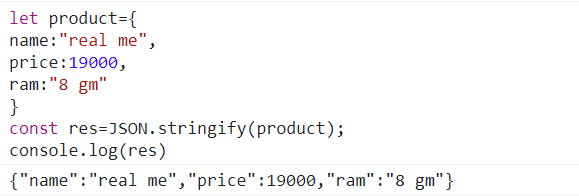 let product={
name:"real me",
price:19000,
ram:"8 gm"
}
const res=JSON.stringify(product);
console.log(res)
{"name":"real me","price":19000,"ram":"8 gm"}